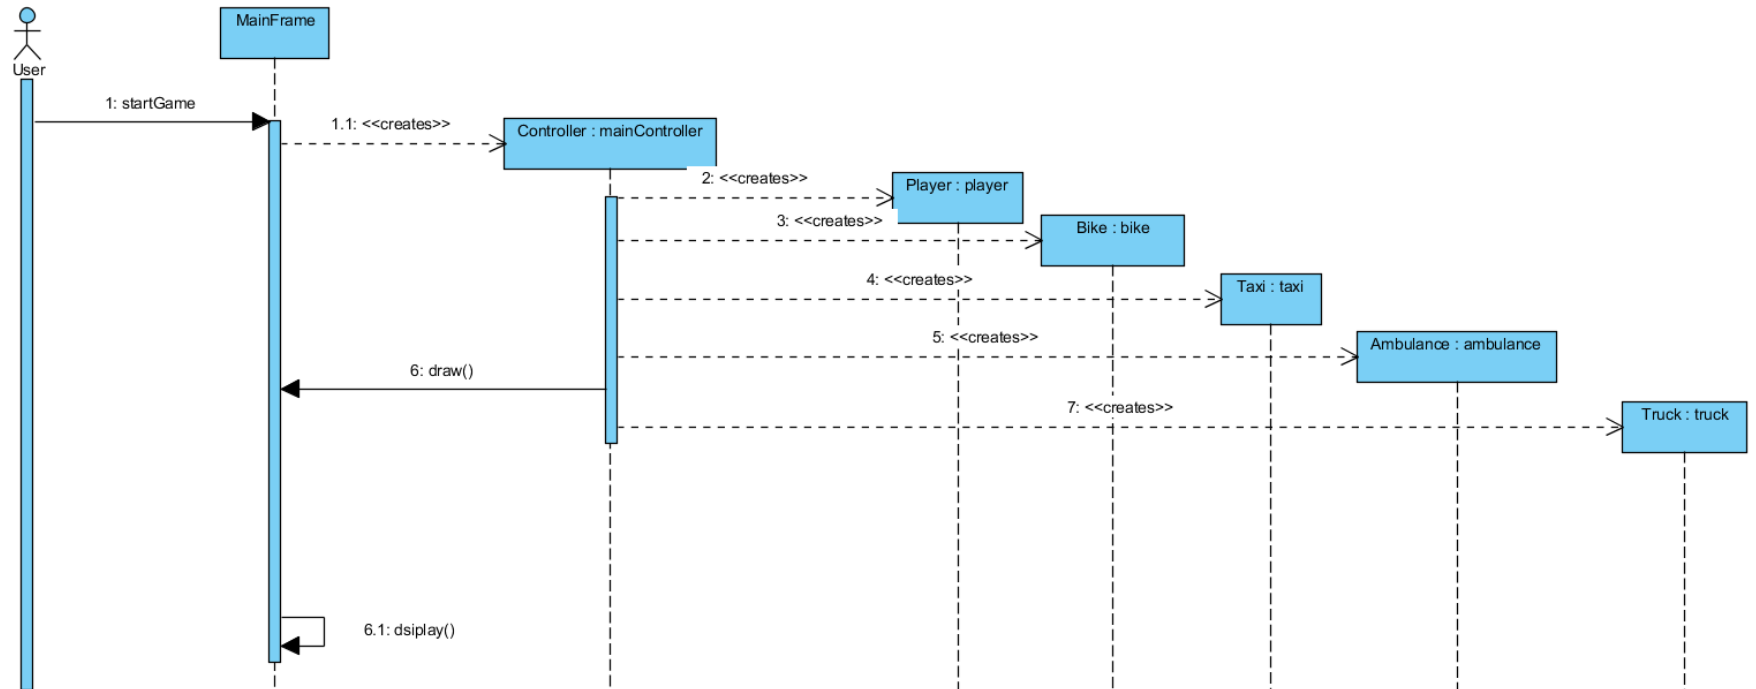 MainFrame
User
1: startGame
1.1: <<creates>>
Controller : mainController
2: <<creates>>
Player : player
3: <<creates>>
Bike : bike
4: <<creates>>
Taxi : taxi
5: <<creates>>
Ambulance : ambulance
6: draw()
7: <<creates>>
Truck : truck
6.1: dsiplay()